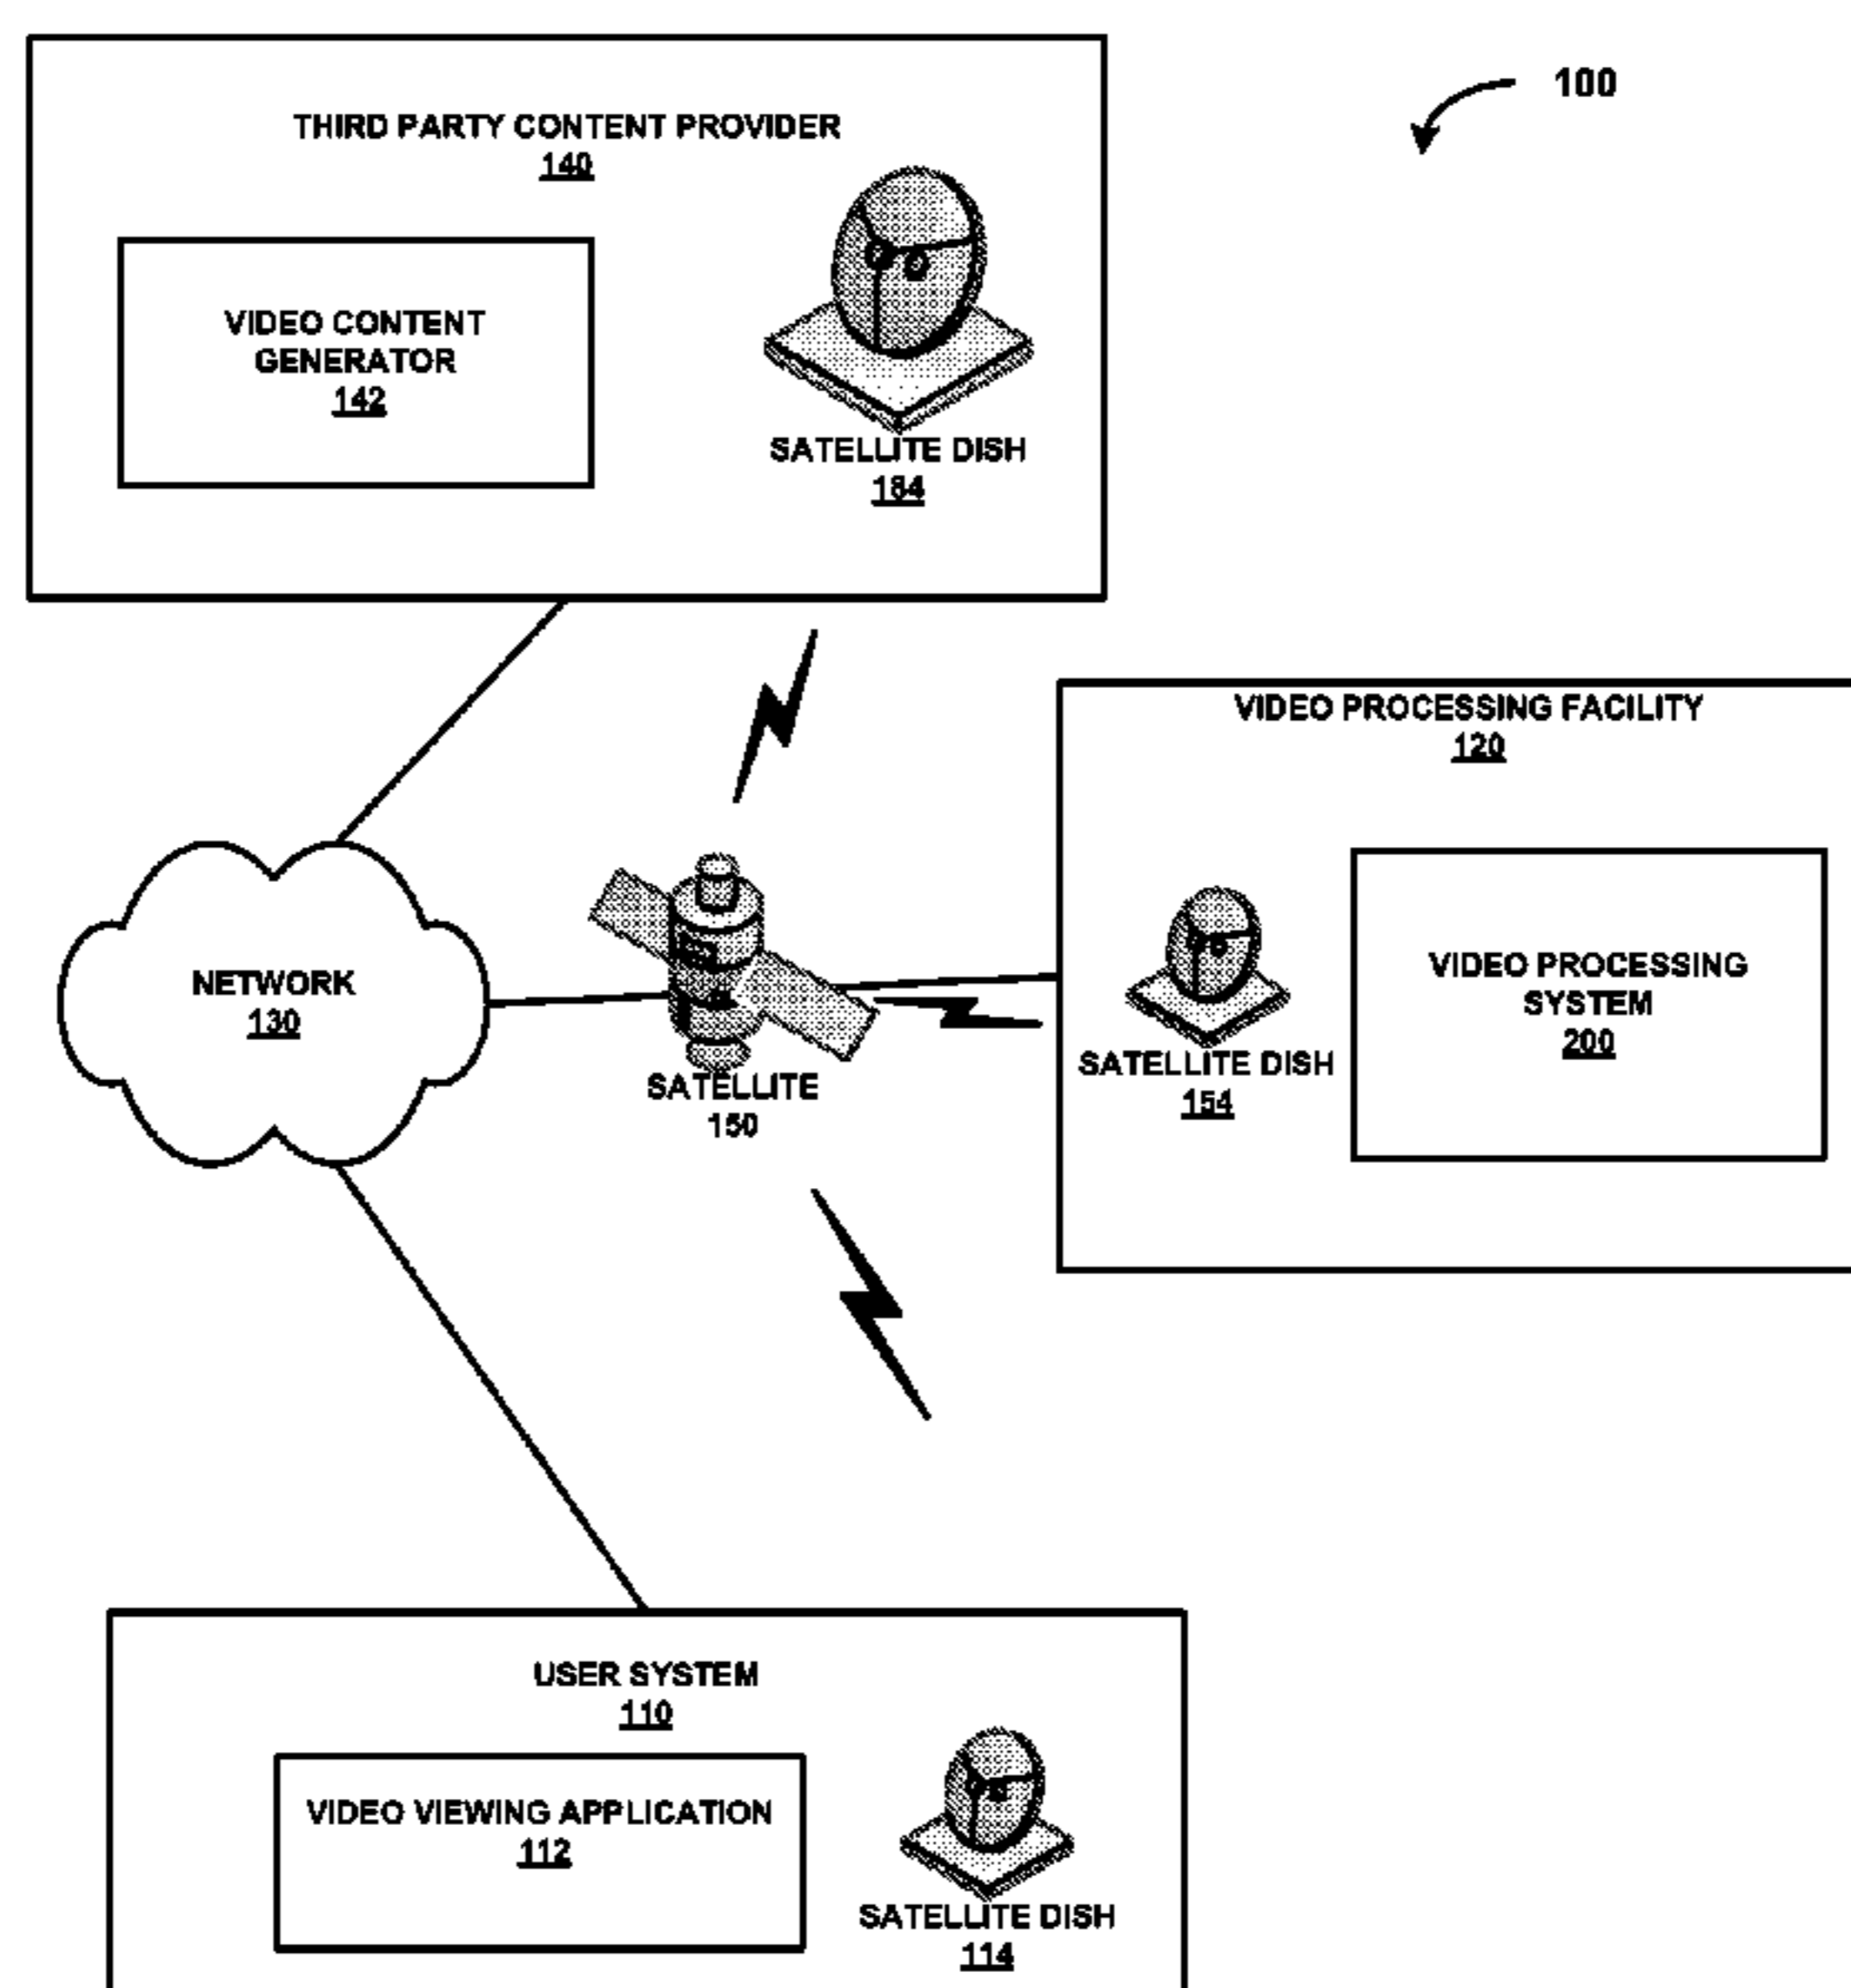 100
THIRD PARTY CONTENT PROVIDER
140
VIDEO CONTENT
GENERATOR
142
SATELLITE DISH
184
VIDEO PROCESSING FACILITY
120
NETWORK
130
SATELLITE
150
SATELLITE DISH
154
VIDEO PROCESSING
SYSTEM
200
USER SYSTEM
110
VIDEO VIEWING APPLICATION
112
SATELLITE DISH
114